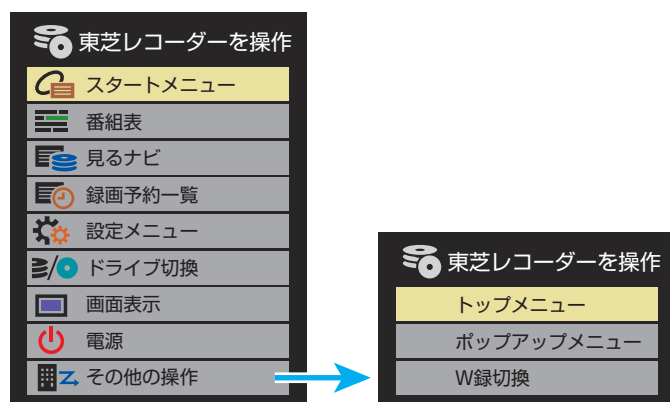 東芝レコーダーを操作
スタートメニュー
番組表
見るナビ
録画予約一覧
設定メニュー
ドライブ切換
画面表示
電源
その他の操作
東芝レコーダーを操作
トップメニュー
ポップアップメニュー
W録切換